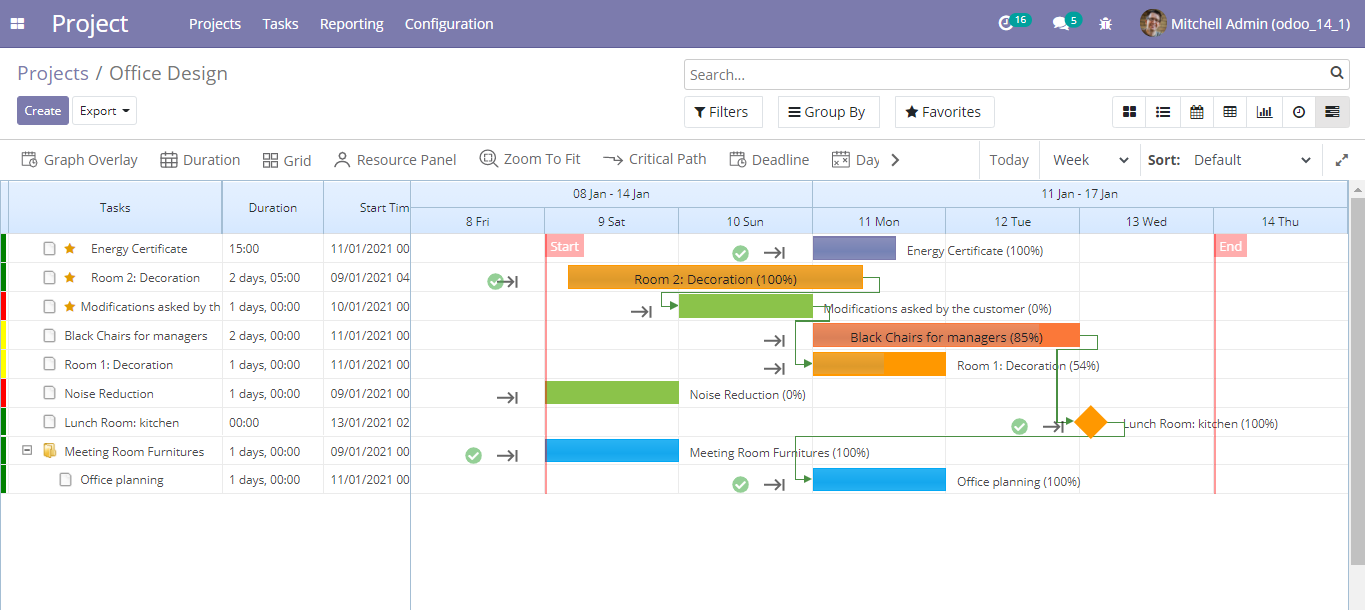 Project Projects Tasks Reporting Configuration 16 5 Mitchell Admin (odoo_14_1)
Projects / Office Design
Search...
Create Export
Filters Group By Favorites
Graph Overlay Duration Grid Resource Panel Zoom To Fit Critical Path Deadline Day Today Week Sort: Default
08 Jan - 14 Jan 11 Jan - 17 Jan
Tasks Duration Start Tim
8 Fri 9 Sat 10 Sun 11 Mon 12 Tue 13 Wed 14 Thu
Start End
Energy Certificate 15:00 11/01/2021 00 Energy Certificate (100%)
Room 2: Decoration 2 days, 05:00 09/01/2021 04 Room 2: Decoration (100%)
Modifications asked by th 1 days, 00:00 10/01/2021 00 Modifications asked by the customer (0%)
Black Chairs for managers 2 days, 00:00 11/01/2021 00 Black Chairs for managers (85%)
Room 1: Decoration 1 days, 00:00 11/01/2021 00 Room 1: Decoration (54%)
Noise Reduction 1 days, 00:00 09/01/2021 00 Noise Reduction (0%)
Lunch Room: kitchen 00:00 13/01/2021 02 Lunch Room: kitchen (100%)
Meeting Room Furnitures 1 days, 00:00 09/01/2021 00 Meeting Room Furnitures (100%)
Office planning 1 days, 00:00 11/01/2021 00 Office planning (100%)